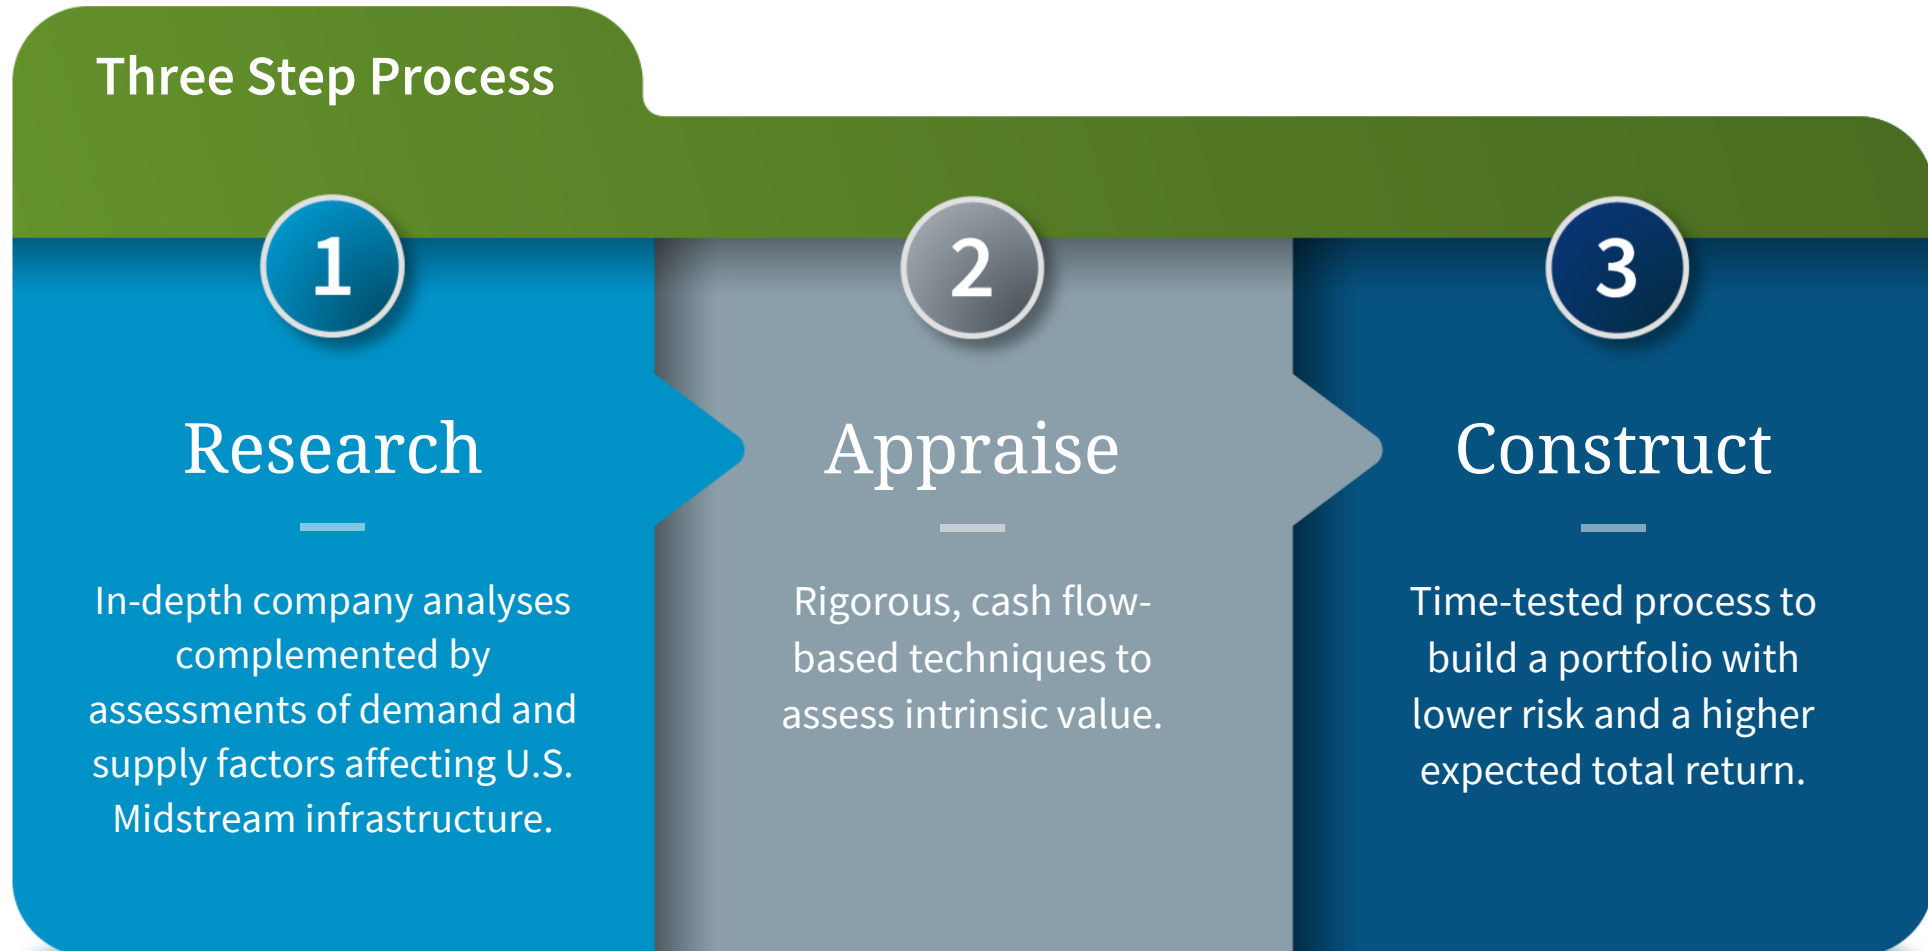 Three Step Process
1
Research
In-depth company analyses
complemented by
assessments of demand and
supply factors affecting U.S.
Midstream infrastructure.
2
Appraise
Rigorous, cash flow-
based techniques to
assess intrinsic value.
3
Construct
Time-tested process to
build a portfolio with
lower risk and a higher
expected total return.